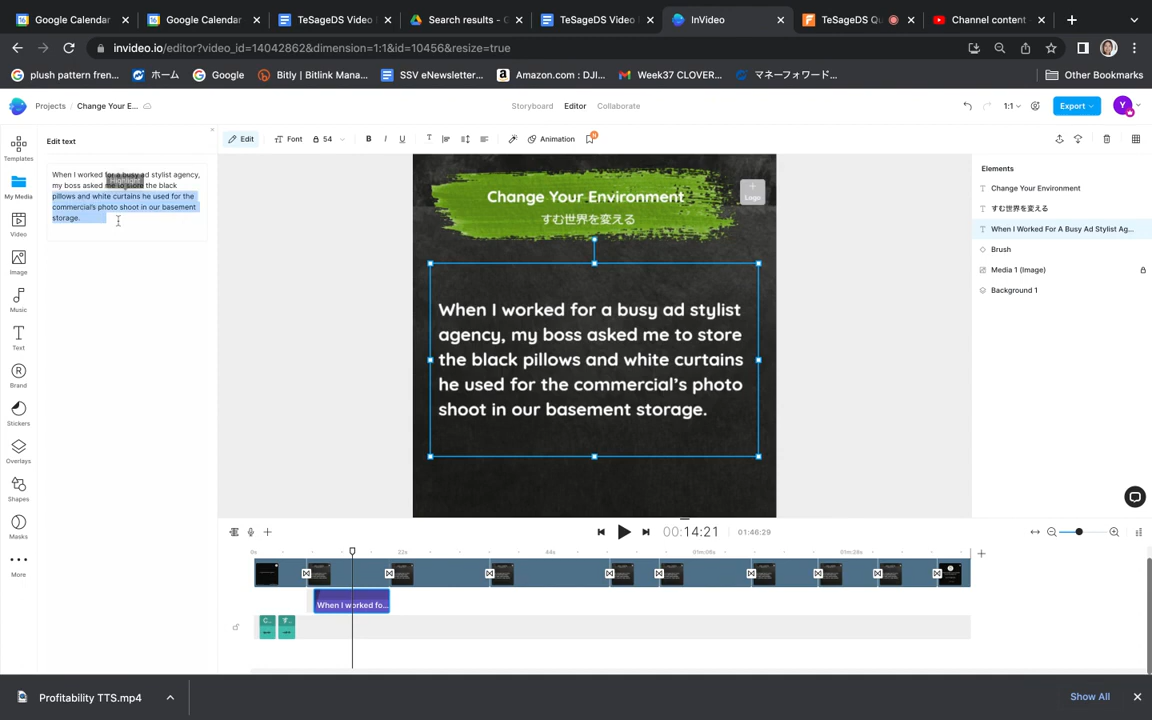 Google Calendar
Google Calendar
TeSageDS Video
Search results - G
TeSageDS Video
InVideo
TeSageDS Qu
Channel content
invideo.io/editor?video_id=14042862&dimension=1:1&id=10456&resize=true
plush pattern fren...
ホーム
Google
Bitly | Bitlink Mana...
SSV eNewsletter...
Amazon.com : DJI...
Week37 CLOVER...
マネーフォワード...
Other Bookmarks
Projects
Change Your E...
Storyboard
Editor
Collaborate
1:1
Export
Y
Edit text
Edit
Font
54
B
I
U
T
Animation
N
Templates
My Media
Video
Image
Music
Text
Brand
Stickers
Overlays
Shapes
Masks
More
When I worked for a busy ad stylist agency,
my boss asked me to store the black
pillows and white curtains he used for the
commercial's photo shoot in our basement
storage.
Change Your Environment
すむ世界を変える
+
Logo
When I worked for a busy ad stylist
agency, my boss asked me to store
the black pillows and white curtains
he used for the commercial's photo
shoot in our basement storage.
Elements
Change Your Environment
すむ世界を変える
When I Worked For A Busy Ad Stylist Ag...
Brush
Media 1 (Image)
Background 1
00:14:21
01:46:29
0s
22s
44s
01:06s
01:28s
When I worked fo...
C...
す...
Profitability TTS.mp4
Show All